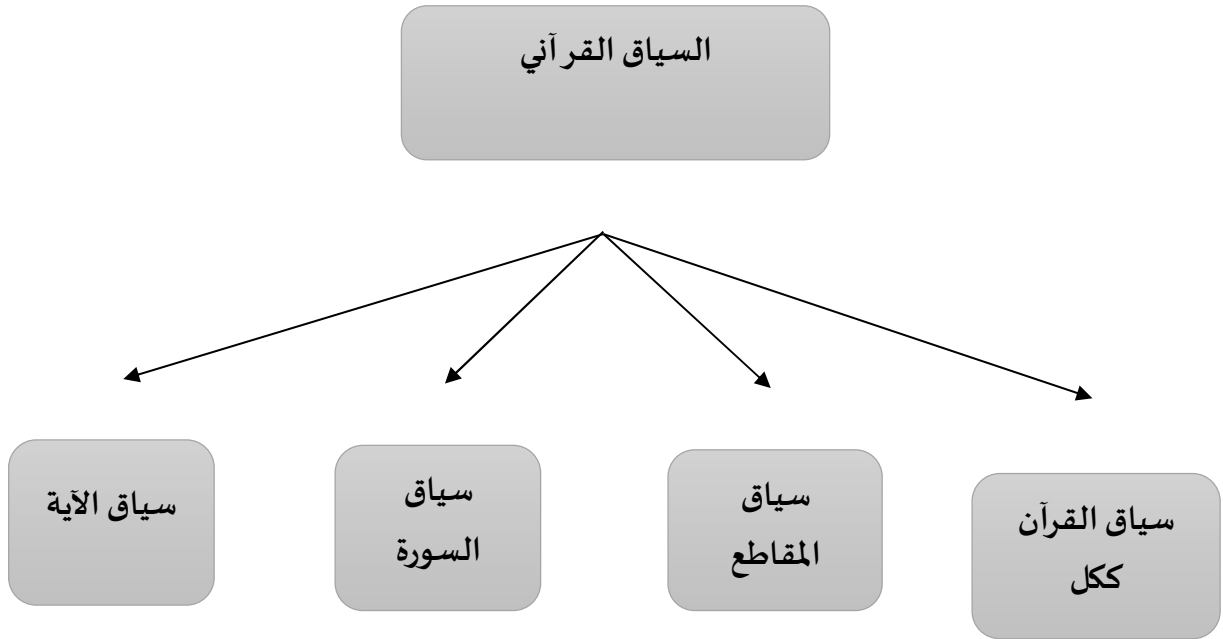 السياق القرآني
سياق القرآن
ككل
سياق
المقاطع
سياق
السورة
سياق الآية